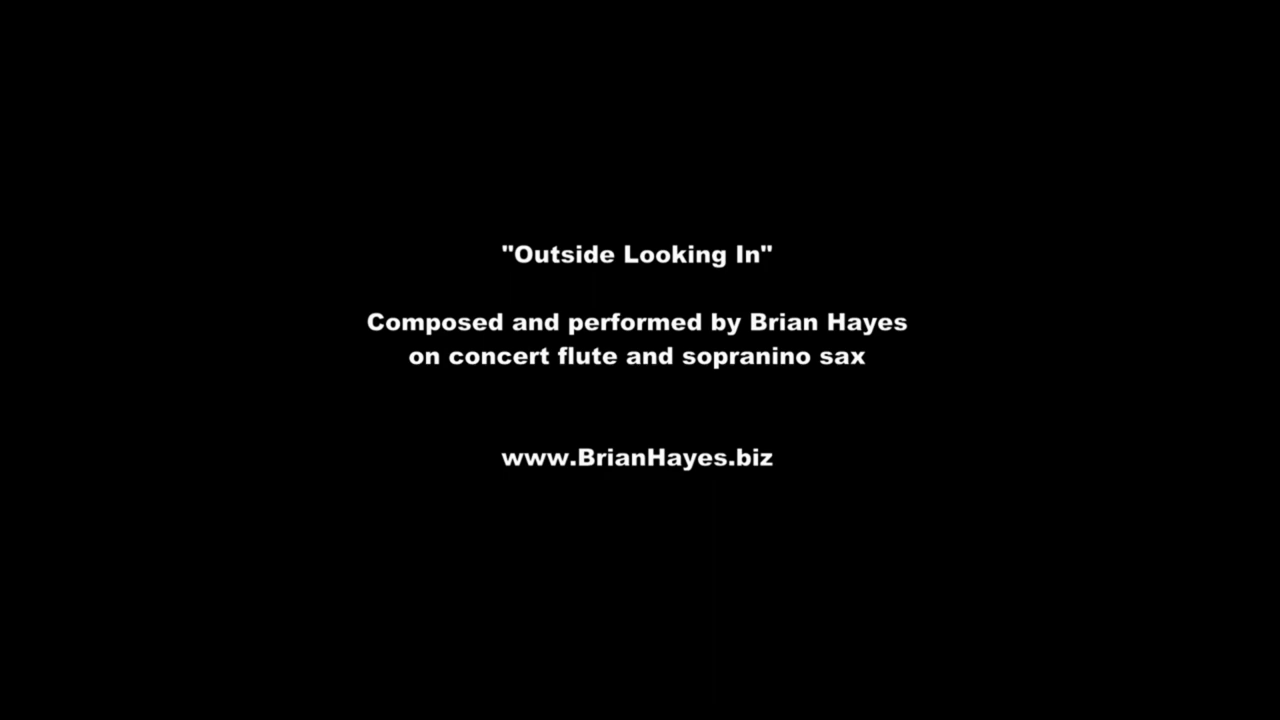 "Outside Looking In"
Composed and performed by Brian Hayes
on concert flute and sopranino sax
www.BrianHayes.biz